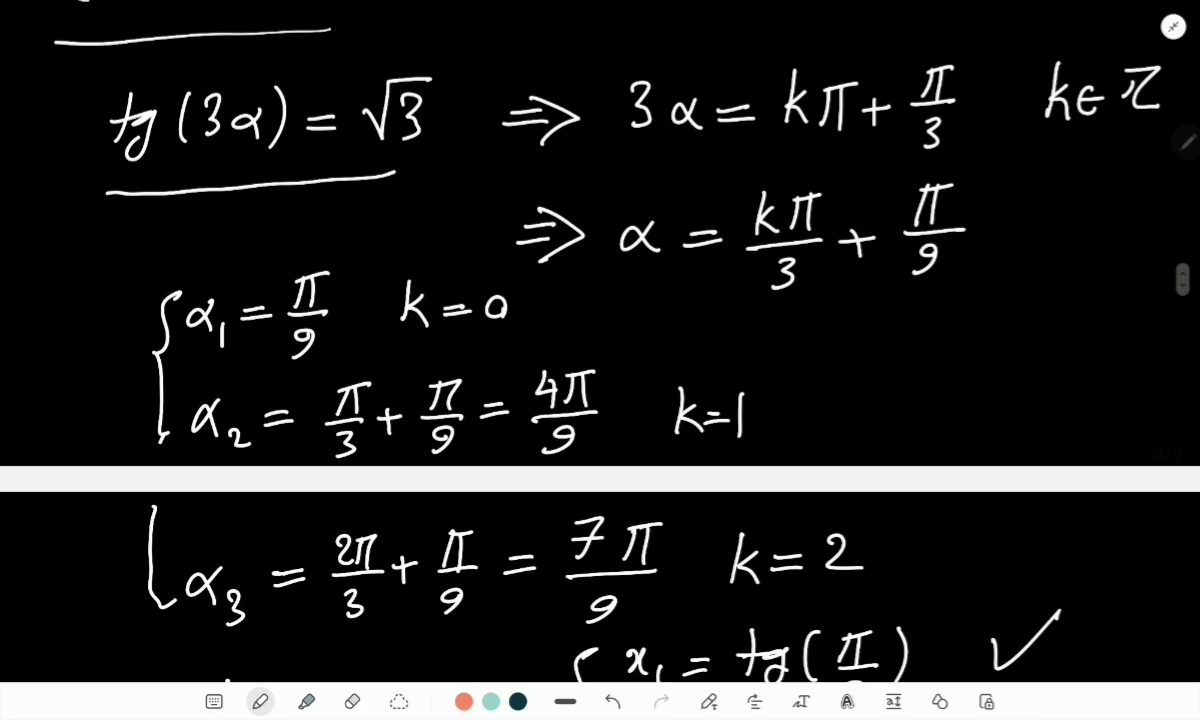 tg(3α) = √3 ⇒ 3α = kπ + π/3 k∈ℤ
⇒ α = kπ/3 + π/9
α₁ = π/9 k = 0
α₂ = π/3 + π/9 = 4π/9 k=1
α₃ = 2π/3 + π/9 = 7π/9 k = 2
x₁ = tg(π/